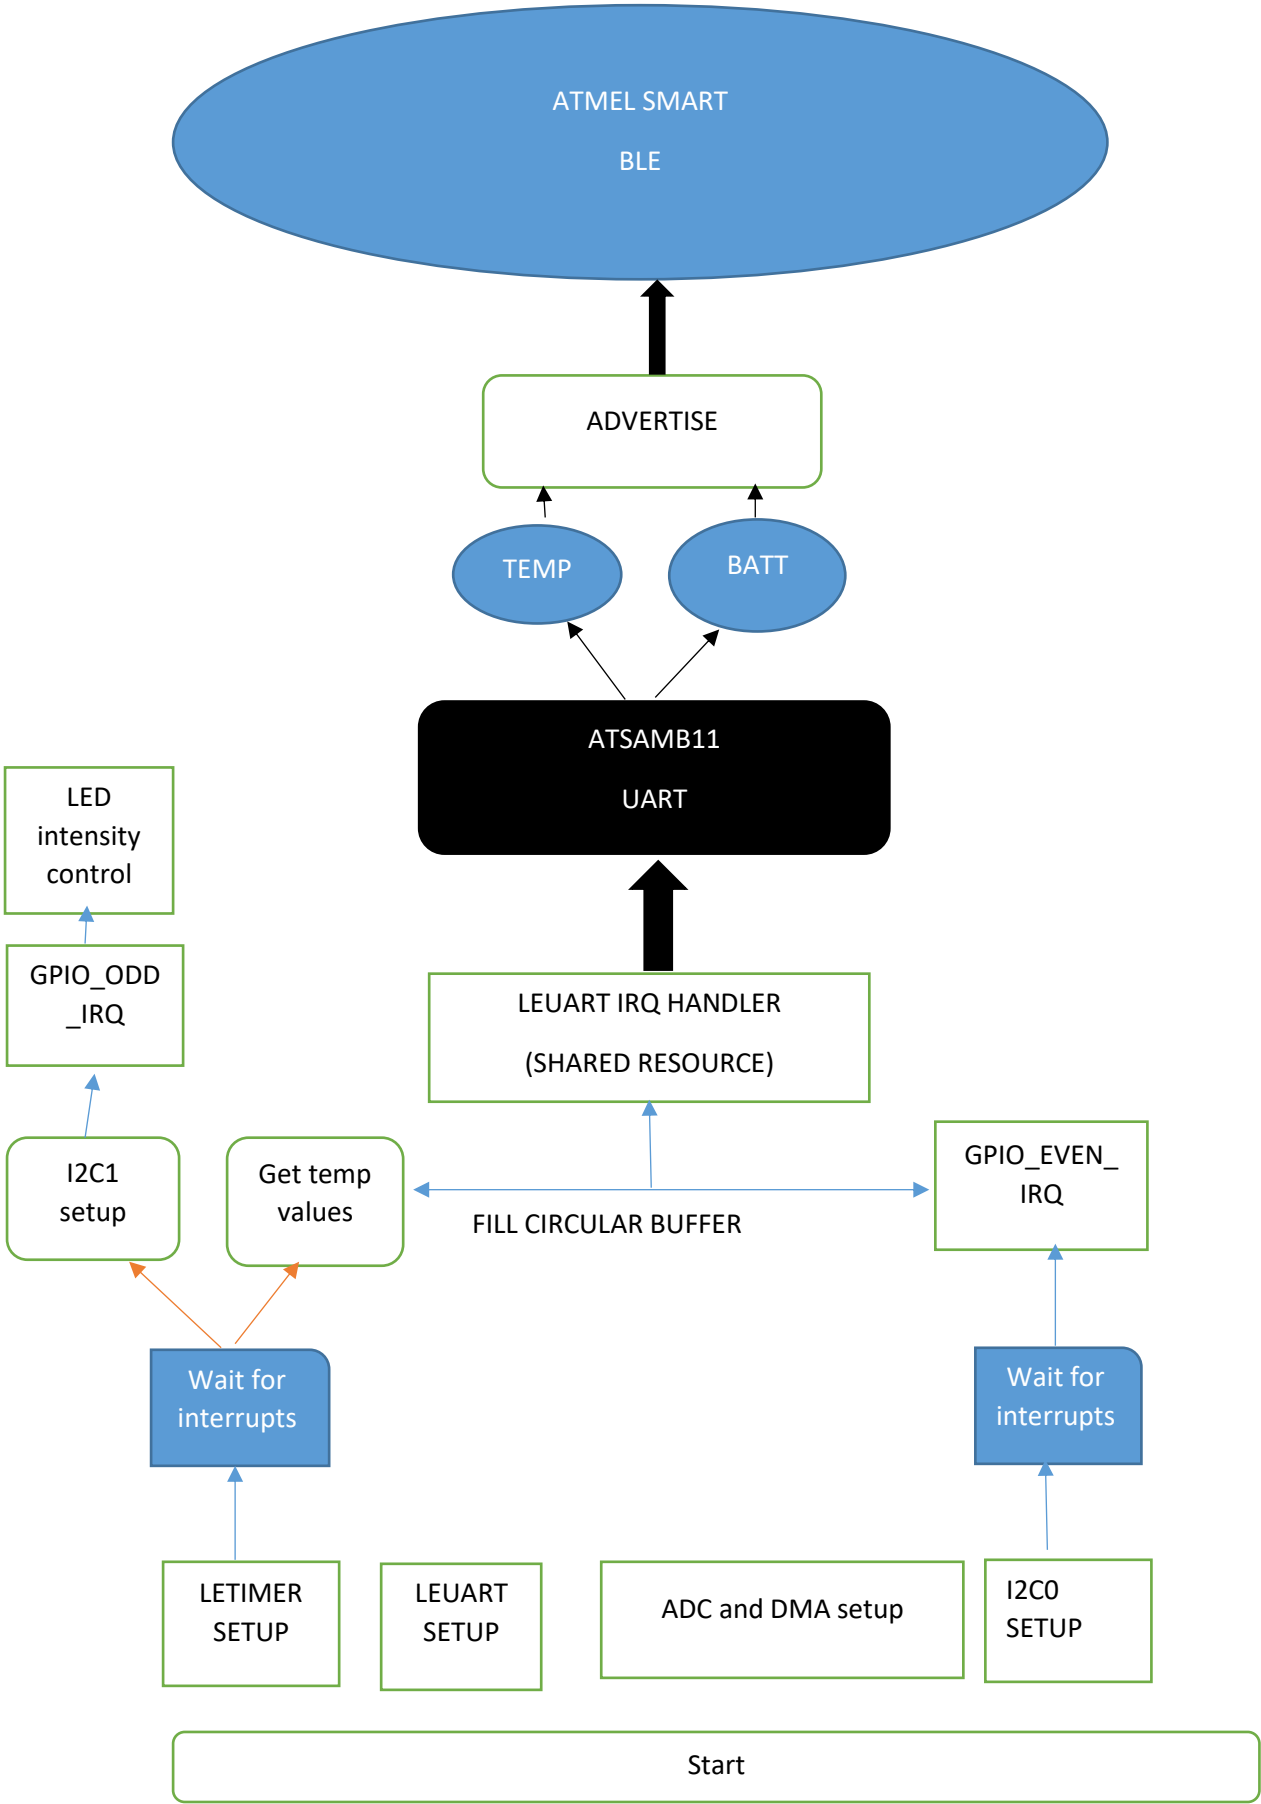 ATMEL SMART
BLE
ADVERTISE
TEMP
BATT
ATSAMB11
UART
LED
intensity
control
GPIO_ODD
_IRQ
LEUART IRQ HANDLER
(SHARED RESOURCE)
I2C1
setup
Get temp
values
FILL CIRCULAR BUFFER
GPIO_EVEN_
IRQ
Wait for
interrupts
Wait for
interrupts
LETIMER
SETUP
LEUART
SETUP
ADC and DMA setup
I2C0
SETUP
Start